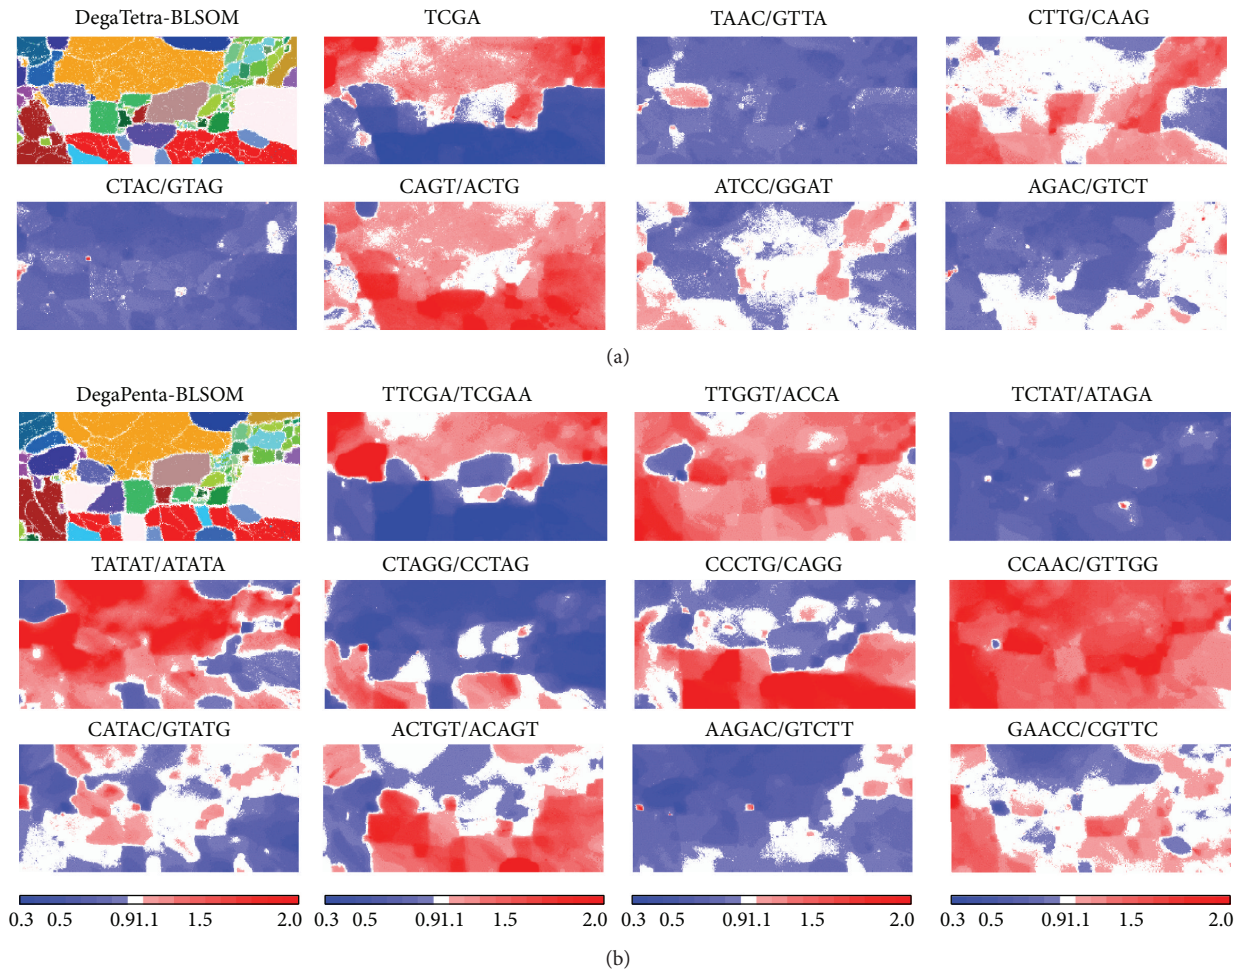 DegaTetra-BLSOM TCGA TAAC/GTTA CTTG/CAAG
CTAC/GTAG CAGT/ACTG ATCC/GGAT AGAC/GTCT
(a)
DegaPenta-BLSOM TTCGA/TCGAA TTGGT/ACCA TCTAT/ATAGA
TATAT/ATATA CTAGG/CCTAG CCCTG/CAGG CCAAC/GTTGG
CATAC/GTATG ACTGT/ACAGT AAGAC/GTCTT GAACC/CGTTC
0.3 0.5 0.91.1 1.5 2.0 0.3 0.5 0.91.1 1.5 2.0 0.3 0.5 0.91.1 1.5 2.0 0.3 0.5 0.91.1 1.5 2.0
(b)